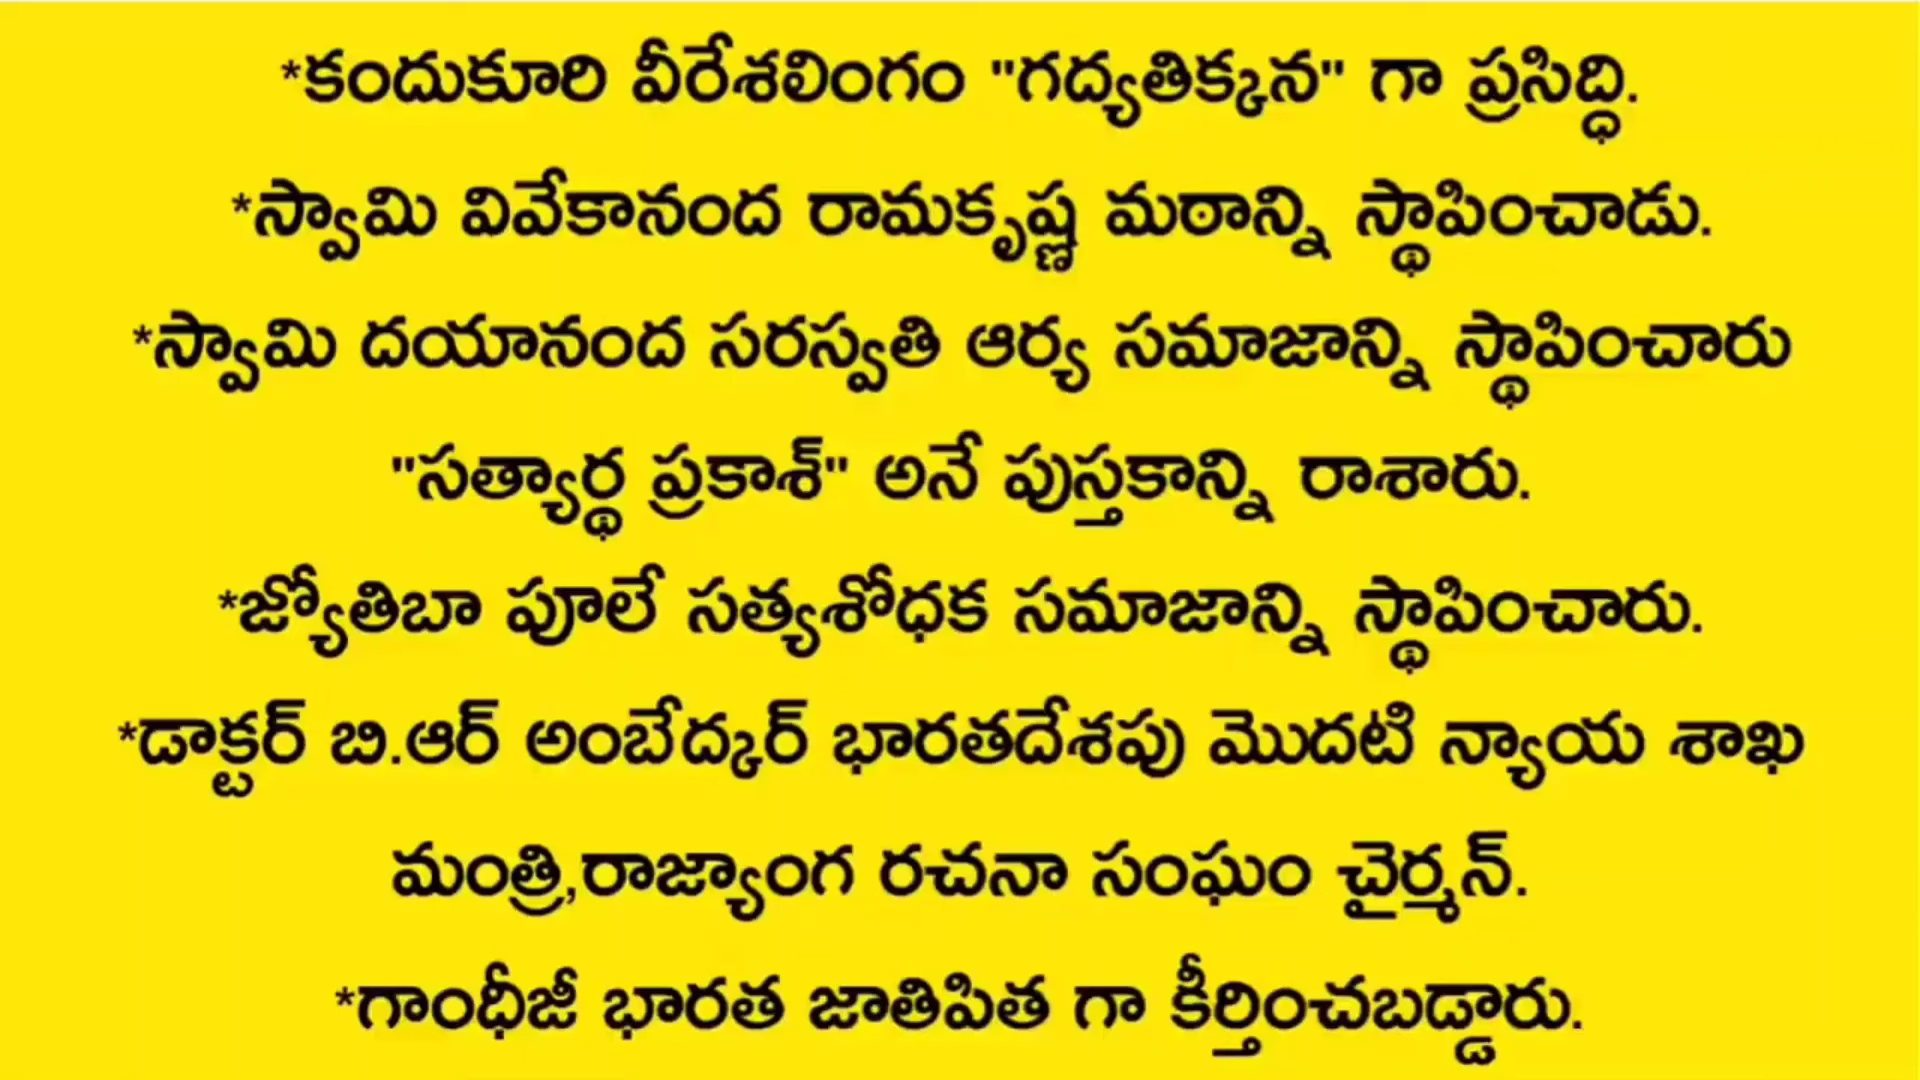 *కందుకూరి వీరేశలింగం "గద్యతిక్కన" గా ప్రసిద్ధి.
*స్వామి వివేకానంద రామకృష్ణ మఠాన్ని స్థాపించాడు.
*స్వామి దయానంద సరస్వతి ఆర్య సమాజాన్ని స్థాపించారు
"సత్యార్థ ప్రకాశ్" అనే పుస్తకాన్ని రాశారు.
*జ్యోతిబా పూలే సత్యశోధక సమాజాన్ని స్థాపించారు.
*డాక్టర్ బి.ఆర్ అంబేద్కర్ భారతదేశపు మొదటి న్యాయ శాఖ
మంత్రి,రాజ్యాంగ రచనా సంఘం చైర్మన్.
*గాంధీజీ భారత జాతిపిత గా కీర్తించబడ్డారు.